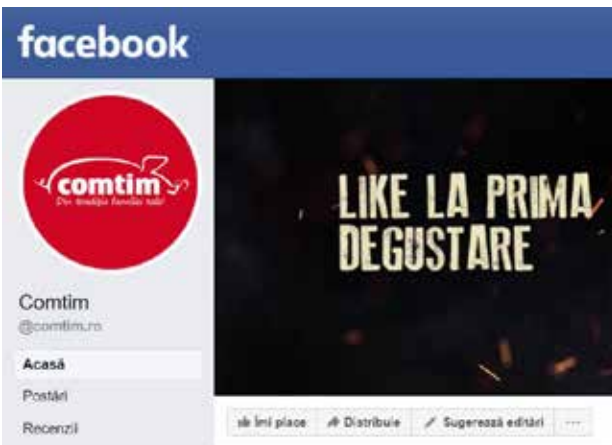 facebook
comtim
Din tradiția familiei tale!
LIKE LA PRIMA
DEGUSTARE
Comtim
@comtim.ro
Acasă
Postări
Recenzii
Îmi place
Distribuie
Sugerează editări
...